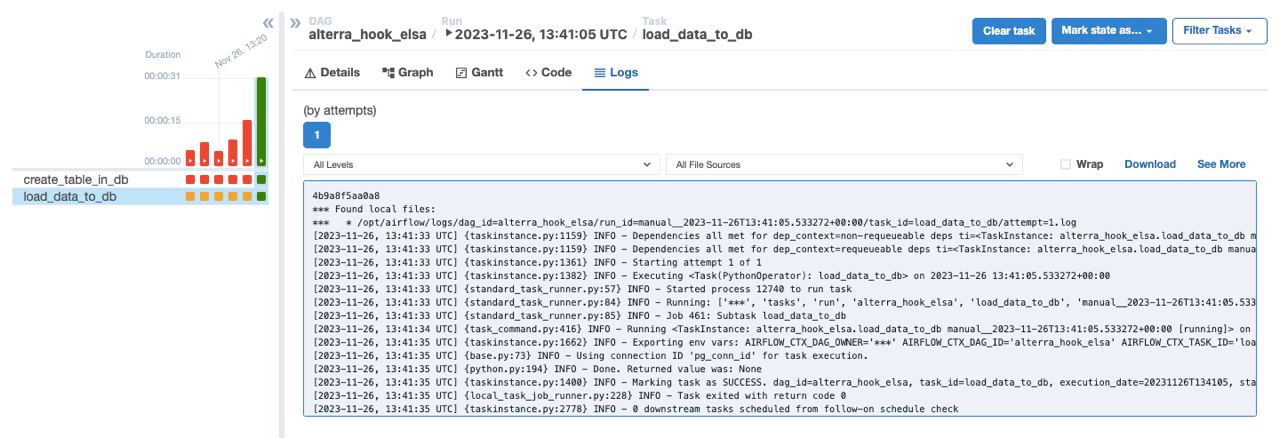 Duration
Nov 26, 13:20
00:00:31
00:00:15
00:00:00
create_table_in_db
load_data_to_db
DAG
alterra_hook_elsa /
Run
2023-11-26, 13:41:05 UTC /
Task
load_data_to_db
Clear task
Mark state as...
Filter Tasks
Details
Graph
Gantt
Code
Logs
(by attempts)
1
All Levels
All File Sources
Wrap
Download
See More
4b9a8f5aa0a8
*** Found local files:
***   * /opt/airflow/logs/dag_id=alterra_hook_elsa/run_id=manual__2023-11-26T13:41:05.533272+00:00/task_id=load_data_to_db/attempt=1.log
[2023-11-26, 13:41:33 UTC] {taskinstance.py:1159} INFO - Dependencies all met for dep_context=non-requeueable deps ti=<TaskInstance: alterra_hook_elsa.load_data_to_db m
[2023-11-26, 13:41:33 UTC] {taskinstance.py:1159} INFO - Dependencies all met for dep_context=requeueable deps ti=<TaskInstance: alterra_hook_elsa.load_data_to_db manua
[2023-11-26, 13:41:33 UTC] {taskinstance.py:1361} INFO - Starting attempt 1 of 1
[2023-11-26, 13:41:33 UTC] {taskinstance.py:1382} INFO - Executing <Task(PythonOperator): load_data_to_db> on 2023-11-26 13:41:05.533272+00:00
[2023-11-26, 13:41:33 UTC] {standard_task_runner.py:57} INFO - Started process 12740 to run task
[2023-11-26, 13:41:33 UTC] {standard_task_runner.py:84} INFO - Running: ['***', 'tasks', 'run', 'alterra_hook_elsa', 'load_data_to_db', 'manual__2023-11-26T13:41:05.533
[2023-11-26, 13:41:33 UTC] {standard_task_runner.py:85} INFO - Job 461: Subtask load_data_to_db
[2023-11-26, 13:41:34 UTC] {task_command.py:416} INFO - Running <TaskInstance: alterra_hook_elsa.load_data_to_db manual__2023-11-26T13:41:05.533272+00:00 [running]> on
[2023-11-26, 13:41:35 UTC] {taskinstance.py:1662} INFO - Exporting env vars: AIRFLOW_CTX_DAG_OWNER='***' AIRFLOW_CTX_DAG_ID='alterra_hook_elsa' AIRFLOW_CTX_TASK_ID='loa
[2023-11-26, 13:41:35 UTC] {base.py:73} INFO - Using connection ID 'pg_conn_id' for task execution.
[2023-11-26, 13:41:35 UTC] {python.py:194} INFO - Done. Returned value was: None
[2023-11-26, 13:41:35 UTC] {taskinstance.py:1400} INFO - Marking task as SUCCESS. dag_id=alterra_hook_elsa, task_id=load_data_to_db, execution_date=20231126T134105, sta
[2023-11-26, 13:41:35 UTC] {local_task_job_runner.py:228} INFO - Task exited with return code 0
[2023-11-26, 13:41:35 UTC] {taskinstance.py:2778} INFO - 0 downstream tasks scheduled from follow-on schedule check